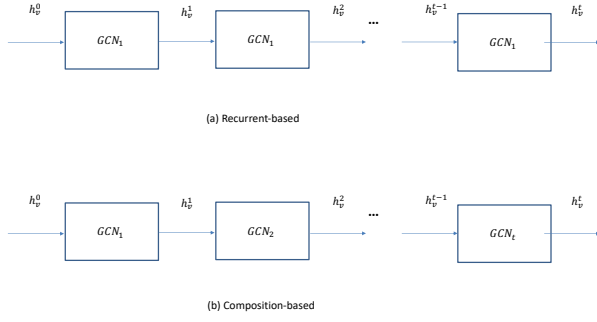 h_v^0 h_v^1 h_v^2 ... h_v^{t-1} h_v^t
GCN_1 GCN_1 GCN_1
(a) Recurrent-based
h_v^0 h_v^1 h_v^2 ... h_v^{t-1} h_v^t
GCN_1 GCN_2 GCN_t
(b) Composition-based